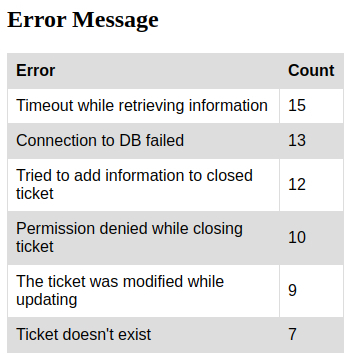 Error Message
Error Count
Timeout while retrieving information 15
Connection to DB failed 13
Tried to add information to closed
ticket 12
Permission denied while closing
ticket 10
The ticket was modified while
updating 9
Ticket doesn't exist 7